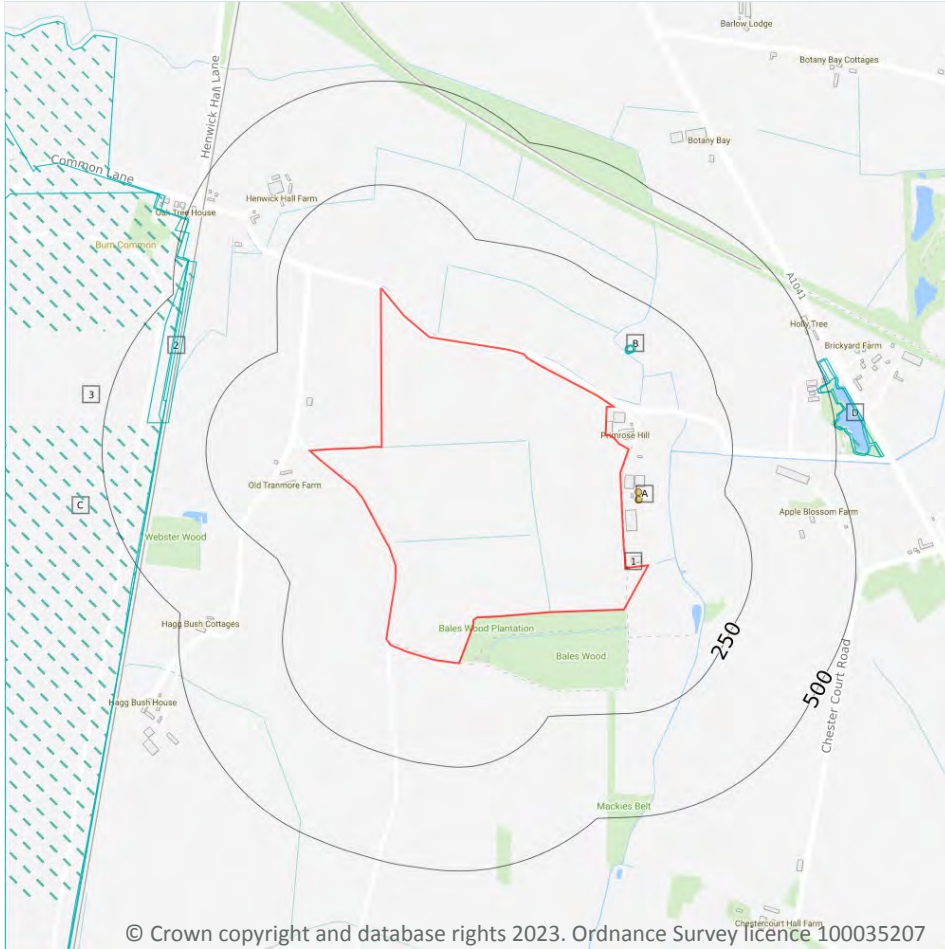 Barlow Lodge
Botany Bay Cottages
Henwick Hall Lane
Botany Bay
Common Lane
Henwick Hall Farm
Oak Tree House
Burn Common
A1041
Holly Tree
2
B
Brickyard Farm
3
D
Primrose Hill
Old Tranmore Farm
A
C
Apple Blossom Farm
Webster Wood
1
Hagg Bush Cottages
Bales Wood Plantation
Bales Wood
250
500
Chester Court Road
Hagg Bush House
Mackies Belt
Chestercourt Hall Farm
© Crown copyright and database rights 2023. Ordnance Survey licence 100035207